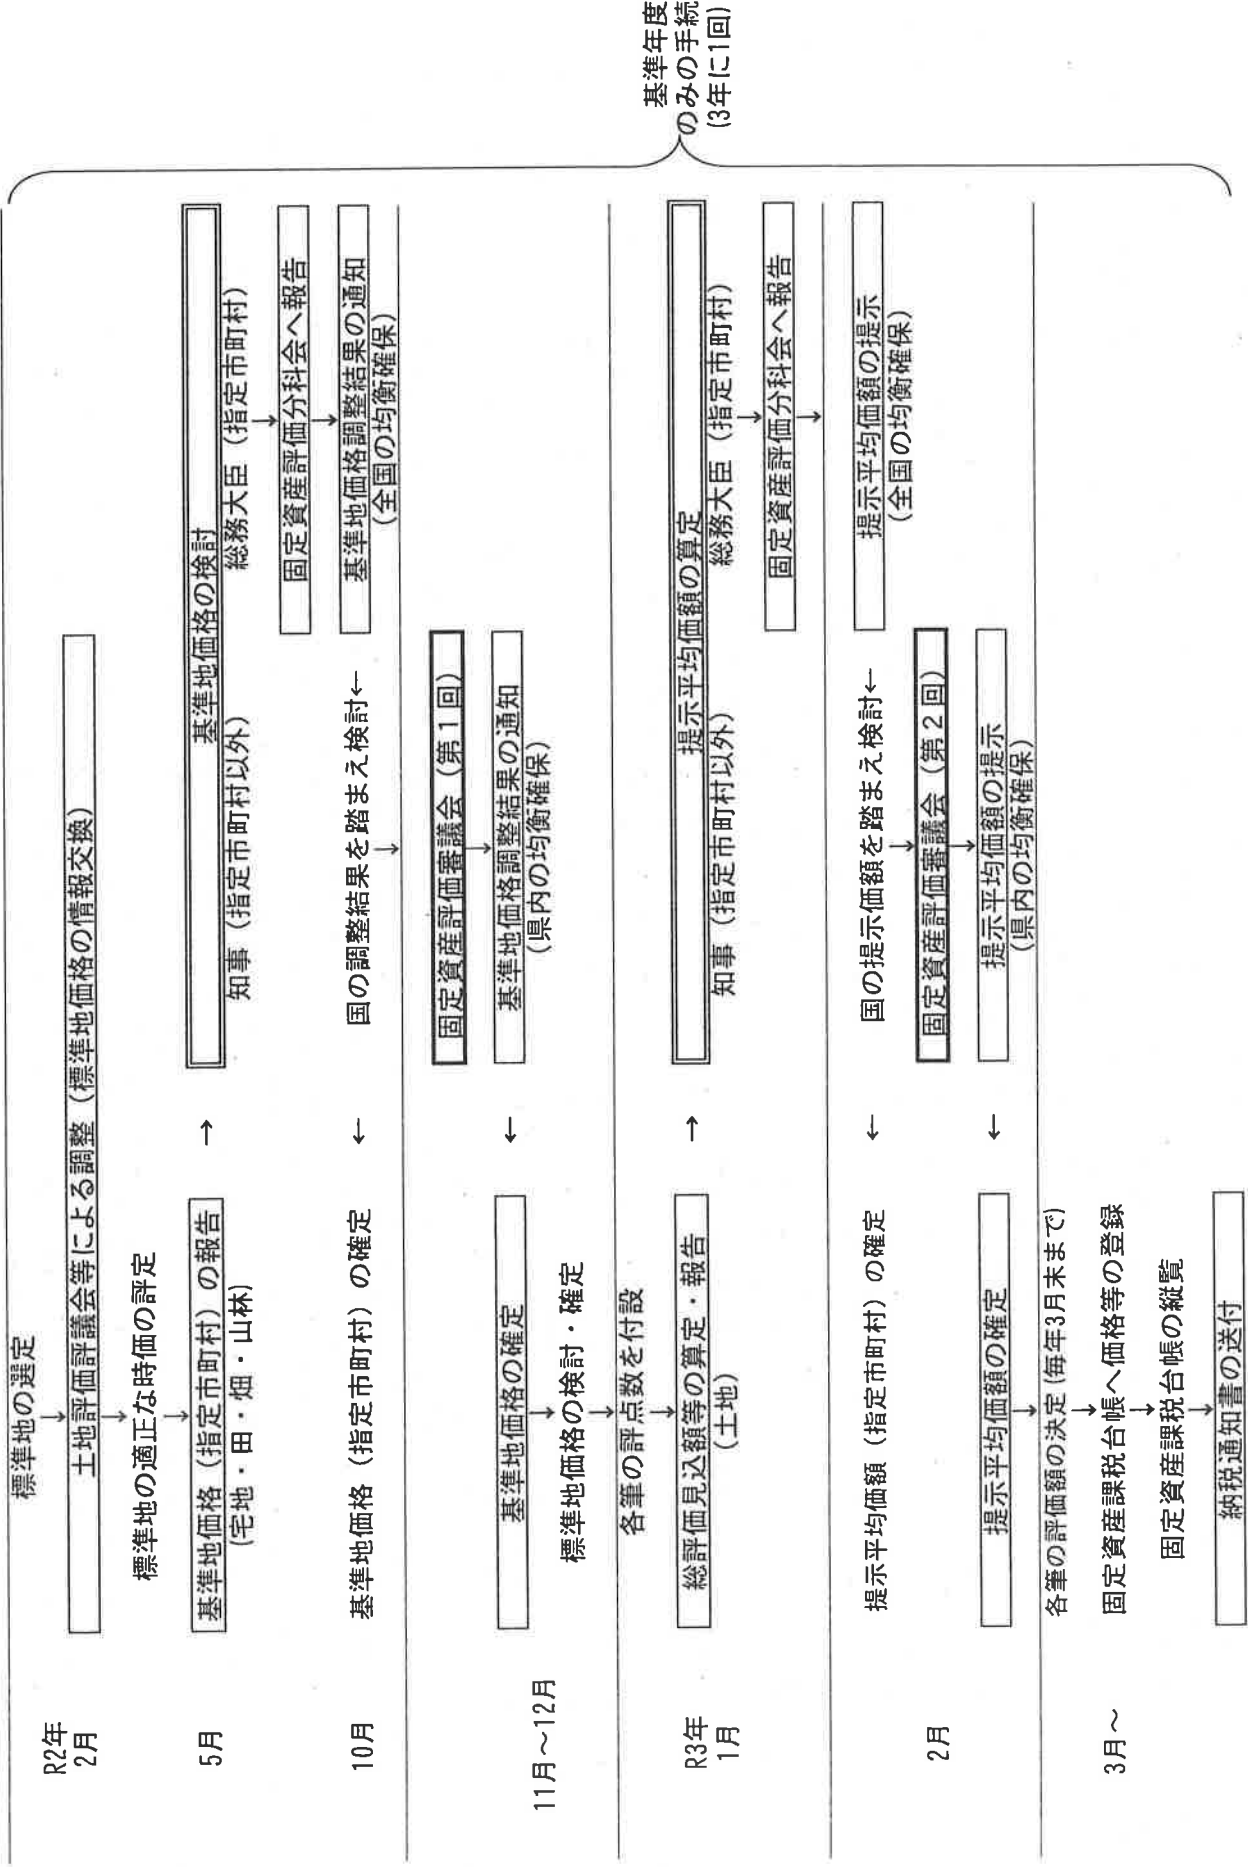 R2年
2月
標準地の選定
土地評価評議会等による調整（標準地価格の情報交換）
標準地の適正な時価の評定
5月
基準地価格（指定市町村）の報告
(宅地・田・畑・山林)
→
基準地価格の検討
知事（指定市町村以外）
総務大臣（指定市町村）
固定資産評価分科会へ報告
10月
基準地価格（指定市町村）の確定
←
国の調整結果を踏まえ検討←
基準地価格調整結果の通知
（全国の均衡確保）
11月～12月
固定資産評価審議会（第１回）
基準地価格の確定
←
基準地価格調整結果の通知
（県内の均衡確保）
標準地価格の検討・確定
各筆の評点数を付設
R3年
1月
総評価見込額等の算定・報告
（土地）
→
提示平均価額の算定
知事（指定市町村以外）
総務大臣（指定市町村）
固定資産評価分科会へ報告
2月
提示平均価額（指定市町村）の確定
←
国の提示価額を踏まえ検討←
提示平均価額の提示
（全国の均衡確保）
固定資産評価審議会（第２回）
提示平均価額の確定
←
提示平均価額の提示
（県内の均衡確保）
3月～
各筆の評価額の決定(毎年3月末まで)
固定資産課税台帳へ価格等の登録
固定資産課税台帳の縦覧
納税通知書の送付
基準年度
のみの手続
(3年に1回)